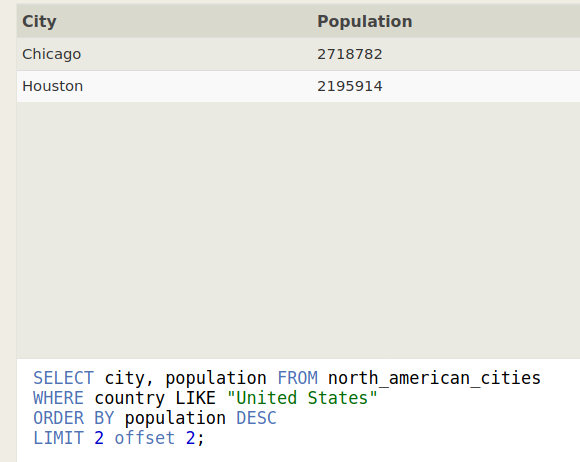 City Population
Chicago 2718782
Houston 2195914
SELECT city, population FROM north_american_cities
WHERE country LIKE "United States"
ORDER BY population DESC
LIMIT 2 offset 2;